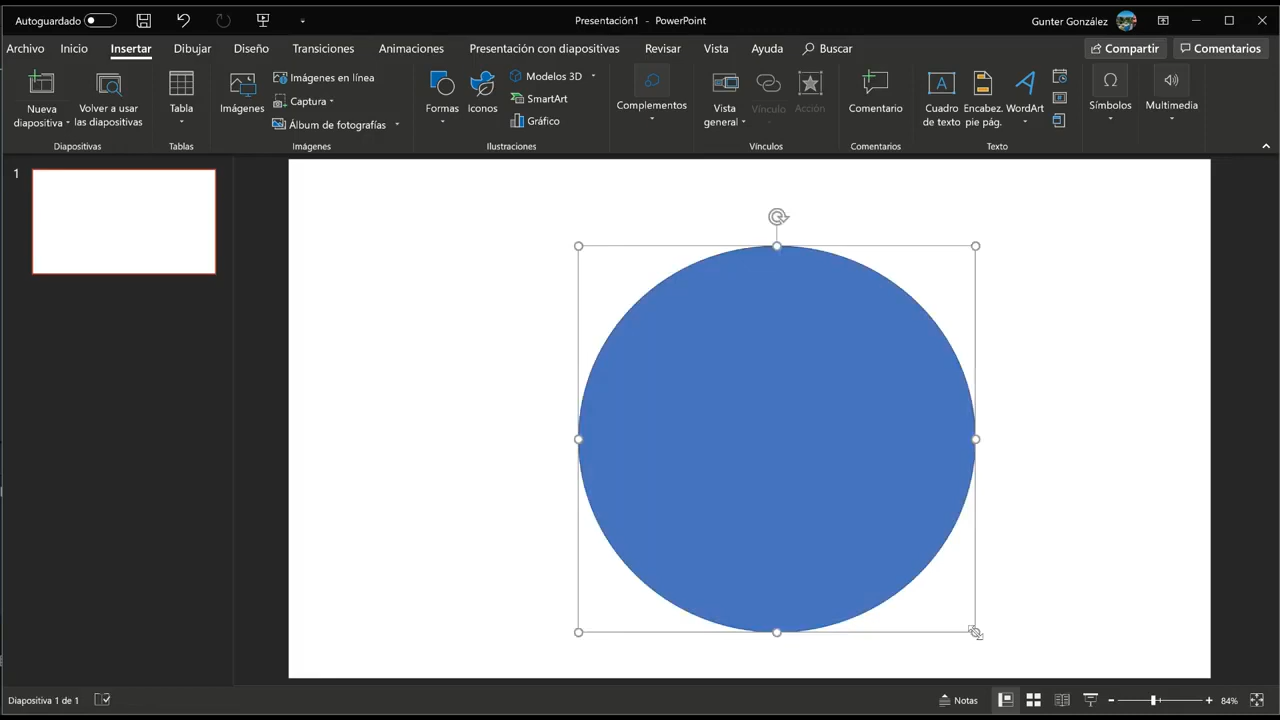 Autoguardado
Presentación1 - PowerPoint
Gunter González
Archivo Inicio Insertar Dibujar Diseño Transiciones Animaciones Presentación con diapositivas Revisar Vista Ayuda Buscar
Compartir Comentarios
Nueva diapositiva
Volver a usar las diapositivas
Diapositivas
Tabla
Tablas
Imágenes
Imágenes en línea
Captura
Álbum de fotografías
Imágenes
Formas
Iconos
Modelos 3D
SmartArt
Gráfico
Ilustraciones
Complementos
Vista general
Vínculo
Acción
Vínculos
Comentario
Comentarios
Cuadro de texto
Encabez. pie pág.
WordArt
Texto
Símbolos
Multimedia
1
Diapositiva 1 de 1
Notas
84%